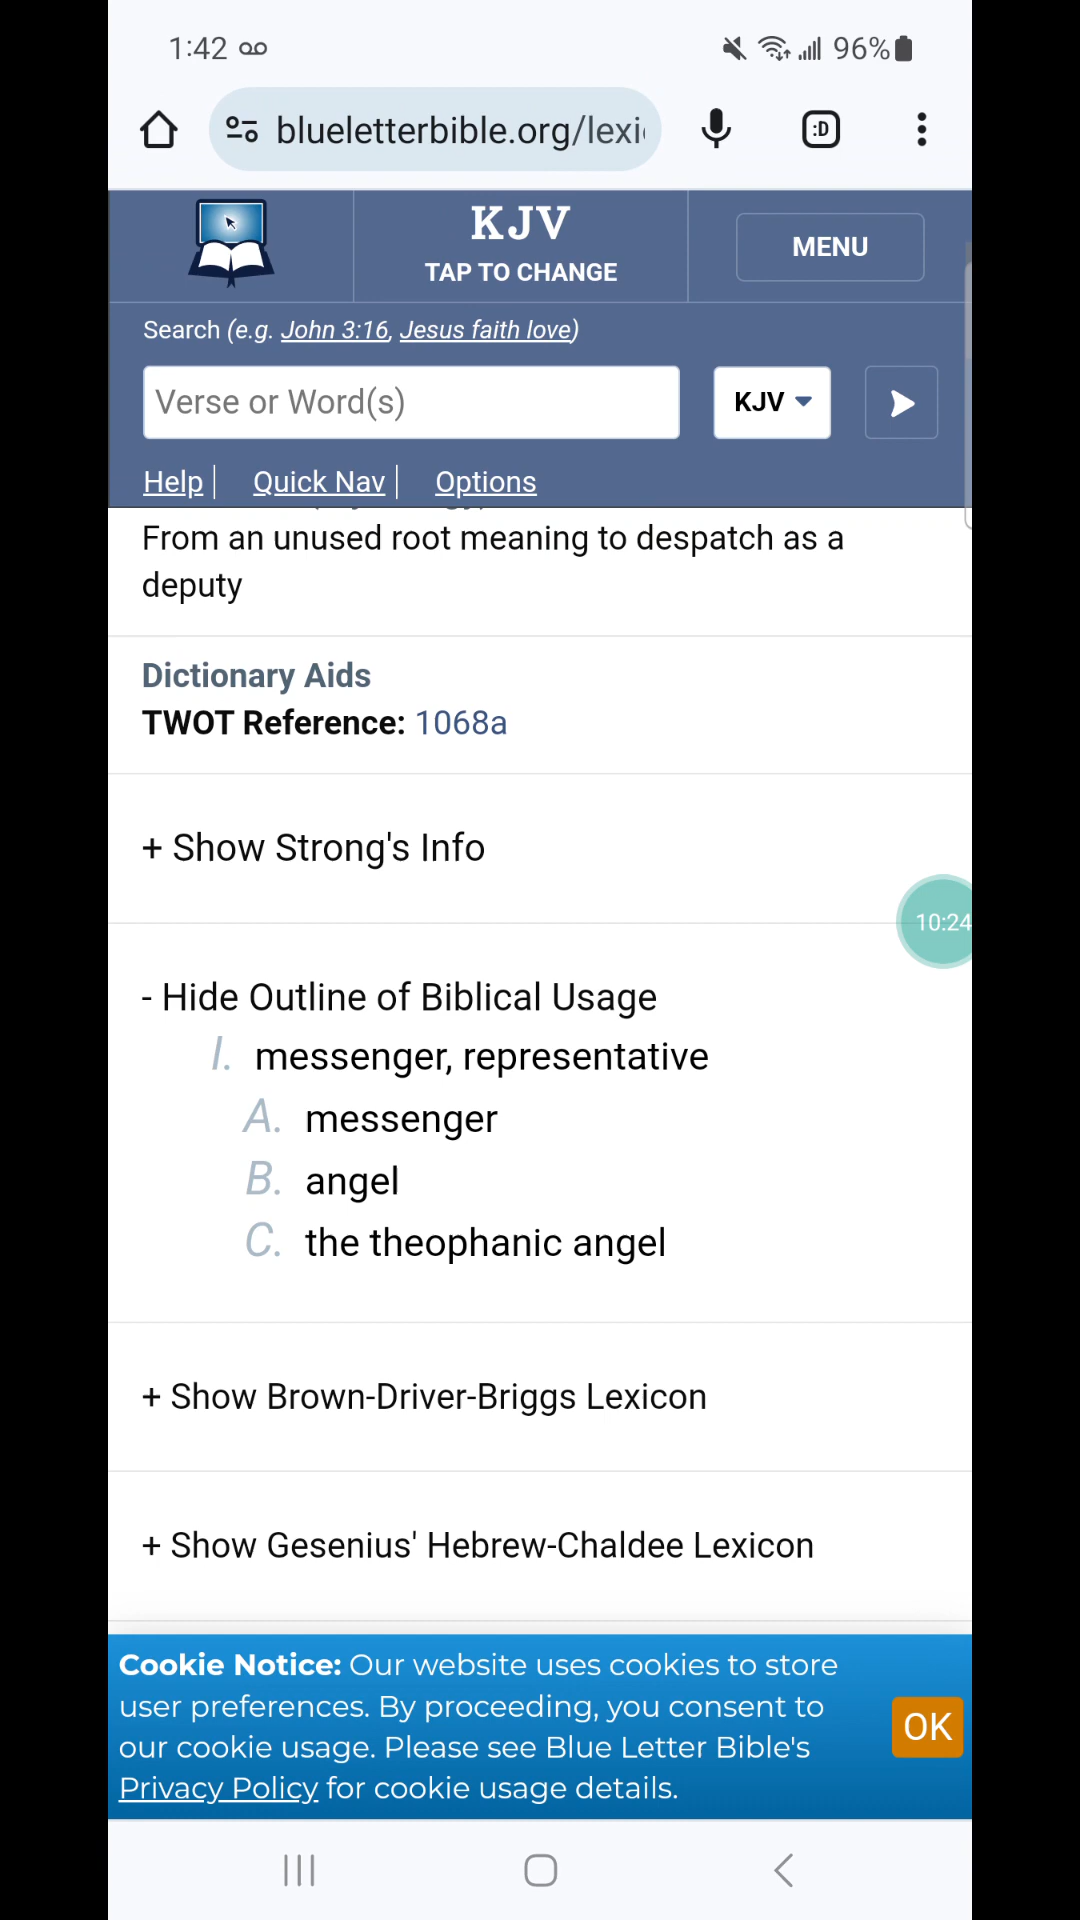 1:42
96%
blueletterbible.org/lexi
:D
KJV
TAP TO CHANGE
MENU
Search (e.g. John 3:16, Jesus faith love)
Verse or Word(s)
KJV
Help
Quick Nav
Options
From an unused root meaning to despatch as a
deputy
Dictionary Aids
TWOT Reference: 1068a
+ Show Strong's Info
10:24
- Hide Outline of Biblical Usage
I. messenger, representative
A. messenger
B. angel
C. the theophanic angel
+ Show Brown-Driver-Briggs Lexicon
+ Show Gesenius' Hebrew-Chaldee Lexicon
Cookie Notice: Our website uses cookies to store
user preferences. By proceeding, you consent to
our cookie usage. Please see Blue Letter Bible's
Privacy Policy for cookie usage details.
OK